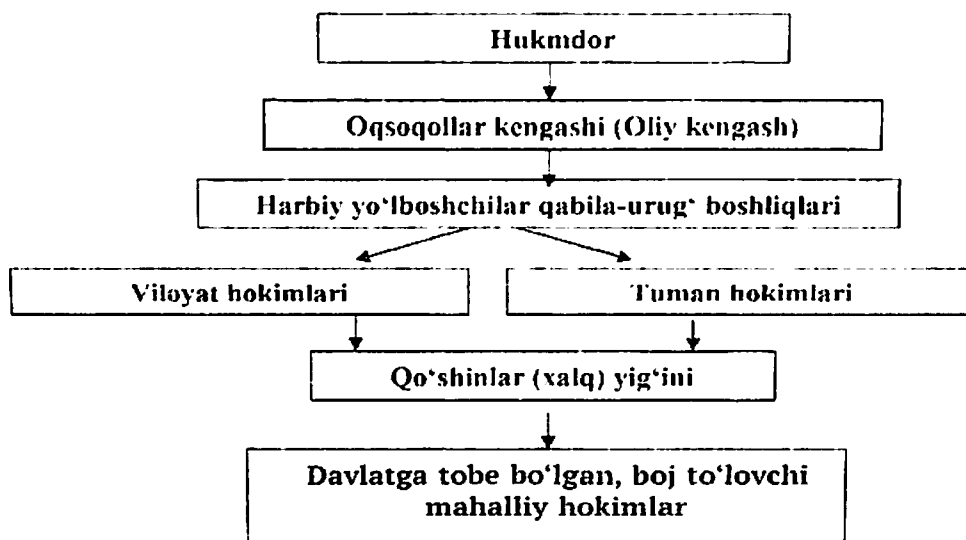 Hukmdor
Oqsoqollar kengashi (Oliy kengash)
Harbiy yo‘lboshchilar qabila-urug‘ boshliqlari
Viloyat hokimlari
Tuman hokimlari
Qo‘shinlar (xalq) yig‘ini
Davlatga tobe bo‘lgan, boj to‘lovchi
mahalliy hokimlar